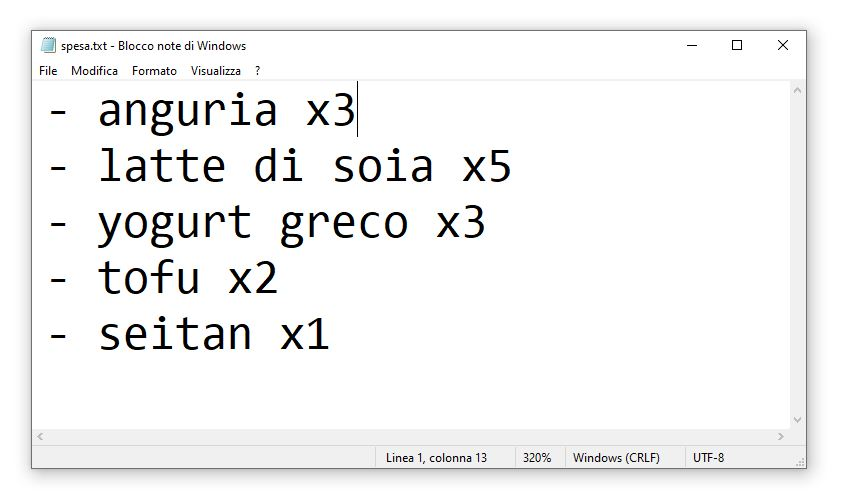 spesa.txt - Blocco note di Windows
File Modifica Formato Visualizza ?
- anguria x3
- latte di soia x5
- yogurt greco x3
- tofu x2
- seitan x1
Linea 1, colonna 13 320% Windows (CRLF) UTF-8